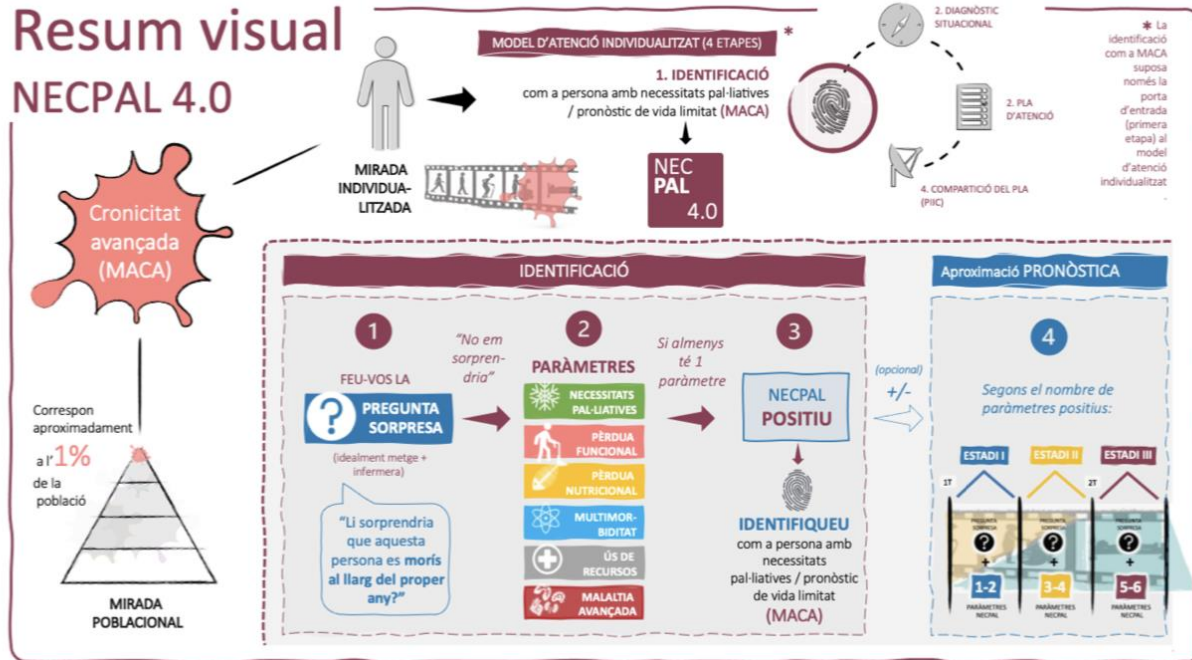 Resum visual
NECPAL 4.0
Cronicitat
avançada
(MACA)
Correspon
aproximadament
a l'1%
de la
població
MIRADA
POBLACIONAL
MIRADA
INDIVIDUA-
LITZADA
MODEL D'ATENCIÓ INDIVIDUALITZAT (4 ETAPES) *
1. IDENTIFICACIÓ
com a persona amb necessitats pal·liatives
/ pronòstic de vida limitat (MACA)
NEC
PAL
4.0
2. DIAGNÒSTIC
SITUACIONAL
2. PLA
D'ATENCIÓ
4. COMPARTICIÓ DEL PLA
(PIIC)
* La
identificació
com a MACA
suposa
només la
porta
d'entrada
(primera
etapa) al
model
d'atenció
individualitzat
.
IDENTIFICACIÓ
1
FEU-VOS LA
? PREGUNTA
SORPRESA
(idealment metge +
infermera)
"Li sorprendria
que aquesta
persona es morís
al llarg del proper
any?"
"No em
sorpren-
dria"
2
PARÀMETRES
NECESSITATS
PAL·LIATIVES
PÈRDUA
FUNCIONAL
PÈRDUA
NUTRICIONAL
MULTIMOR-
BIDITAT
ÚS DE
RECURSOS
MALALTIA
AVANÇADA
Si almenys
té 1
paràmetre
3
NECPAL
POSITIU
IDENTIFIQUEU
com a persona amb
necessitats
pal·liatives / pronòstic
de vida limitat
(MACA)
(opcional)
+/-
Aproximació PRONÒSTICA
4
Segons el nombre de
paràmetres positius:
ESTADI I
ESTADI II
ESTADI III
1T
2T
PREGUNTA
SORPRESA
?
+
1-2
PARÀMETRES
NECPAL
PREGUNTA
SORPRESA
?
+
3-4
PARÀMETRES
NECPAL
PREGUNTA
SORPRESA
?
+
5-6
PARÀMETRES
NECPAL